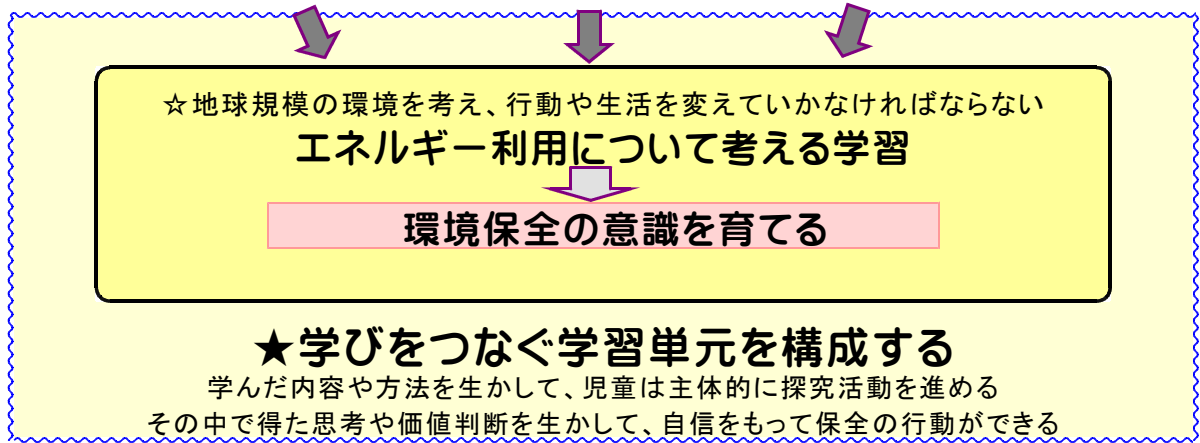 ☆地球規模の環境を考え、行動や生活を変えていかなければならない
エネルギー利用について考える学習
環境保全の意識を育てる
★学びをつなぐ学習単元を構成する
学んだ内容や方法を生かして、児童は主体的に探究活動を進める
その中で得た思考や価値判断を生かして、自信をもって保全の行動ができる